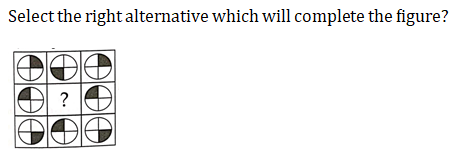 Select the right alternative which will complete the figure?
?